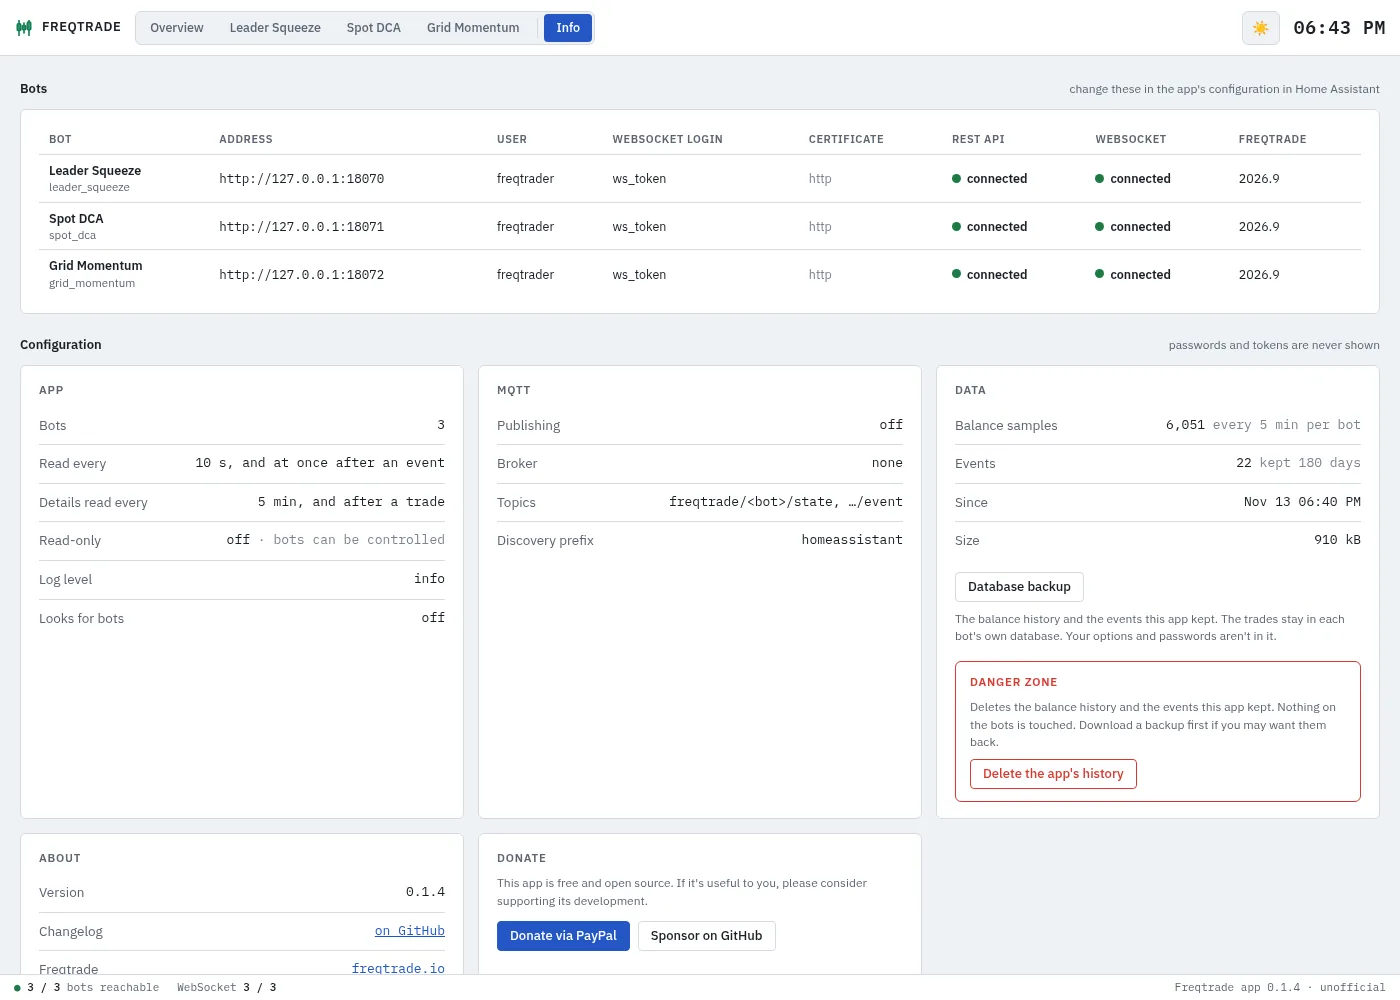 FREQTRADE Overview Leader Squeeze Spot DCA Grid Momentum Info 06:43 PM
Bots change these in the app's configuration in Home Assistant
BOT ADDRESS USER WEBSOCKET LOGIN CERTIFICATE REST API WEBSOCKET FREQTRADE
Leader Squeeze
leader_squeeze
http://127.0.0.1:18070 freqtrader ws_token http connected connected 2026.9
Spot DCA
spot_dca
http://127.0.0.1:18071 freqtrader ws_token http connected connected 2026.9
Grid Momentum
grid_momentum
http://127.0.0.1:18072 freqtrader ws_token http connected connected 2026.9
Configuration passwords and tokens are never shown
APP
Bots 3
Read every 10 s, and at once after an event
Details read every 5 min, and after a trade
Read-only off · bots can be controlled
Log level info
Looks for bots off
MQTT
Publishing off
Broker none
Topics freqtrade/<bot>/state, …/event
Discovery prefix homeassistant
DATA
Balance samples 6,051 every 5 min per bot
Events 22 kept 180 days
Since Nov 13 06:40 PM
Size 910 kB
Database backup
The balance history and the events this app kept. The trades stay in each
bot's own database. Your options and passwords aren't in it.
DANGER ZONE
Deletes the balance history and the events this app kept. Nothing on
the bots is touched. Download a backup first if you may want them
back.
Delete the app's history
ABOUT
Version 0.1.4
Changelog on GitHub
Freqtrade freqtrade.io
DONATE
This app is free and open source. If it's useful to you, please consider
supporting its development.
Donate via PayPal Sponsor on GitHub
3 / 3 bots reachable WebSocket 3 / 3 Freqtrade app 0.1.4 · unofficial